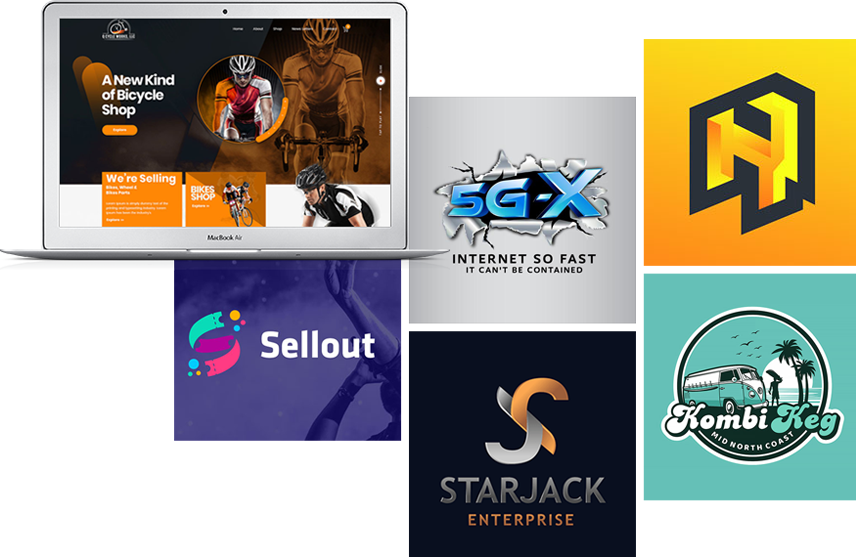 BICYCLE WORKS
Home
About
Shop
A New Kind
of Bicycle
Shop
Explore
We're Selling
Bikes, Wheel &
Bikes Parts
BIKES
SHOP
Explore
Explore
MacBook Air
5G-X
INTERNET SO FAST
IT CAN'T BE CONTAINED
Sellout
STARJACK
ENTERPRISE
Kombi Keg
MID NORTH COAST